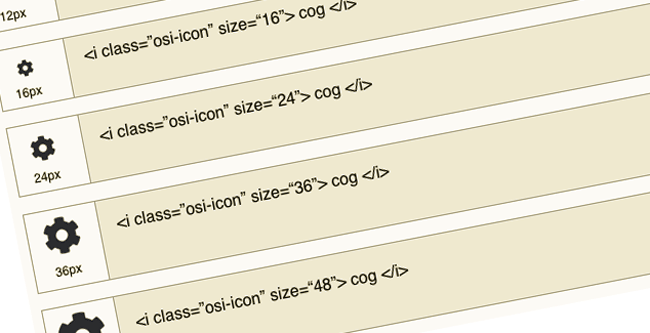 12px
<i class=”osi-icon” size=“16”> cog </i>
16px
<i class=”osi-icon” size=“24”> cog </i>
24px
<i class=”osi-icon” size=“36”> cog </i>
36px
<i class=”osi-icon” size=“48”> cog </i>